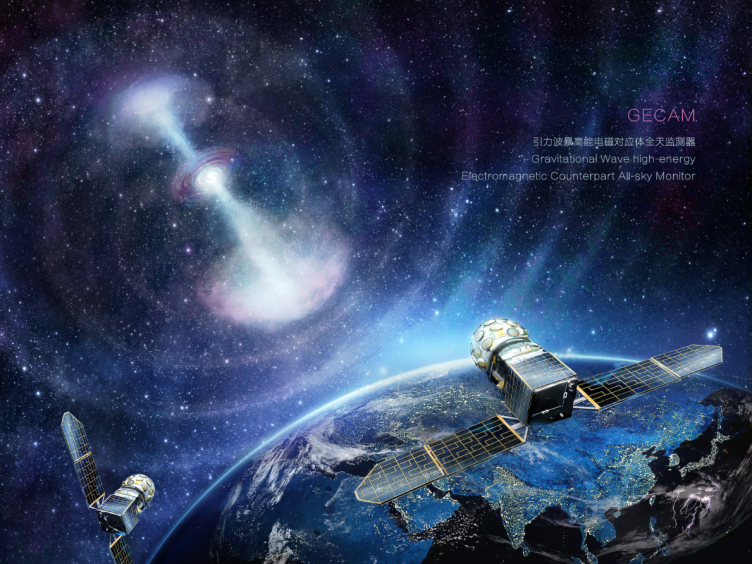 GECAM
引力波暴高能电磁对应体全天监测器
Gravitational Wave high-energy
Electromagnetic Counterpart All-sky Monitor